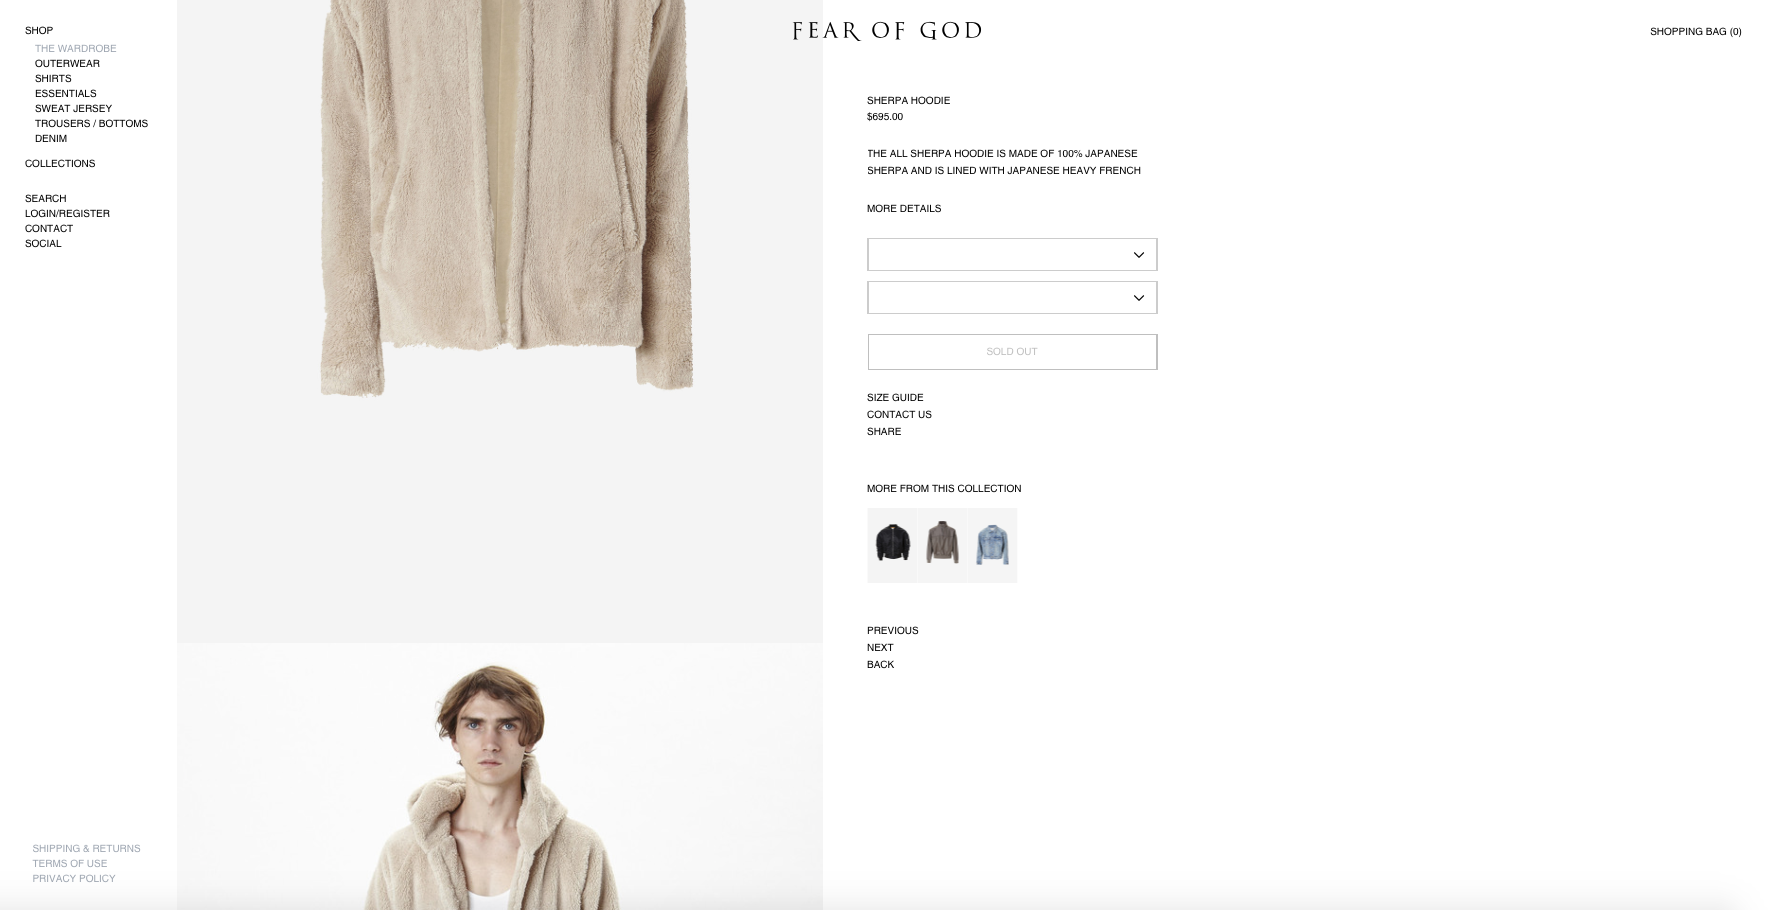 SHOP
THE WARDROBE
OUTERWEAR
SHIRTS
ESSENTIALS
SWEAT JERSEY
TROUSERS / BOTTOMS
DENIM
COLLECTIONS
SEARCH
LOGIN/REGISTER
CONTACT
SOCIAL
SHIPPING & RETURNS
TERMS OF USE
PRIVACY POLICY
FEAR OF GOD
SHOPPING BAG (0)
SHERPA HOODIE
$695.00
THE ALL SHERPA HOODIE IS MADE OF 100% JAPANESE
SHERPA AND IS LINED WITH JAPANESE HEAVY FRENCH
MORE DETAILS
SOLD OUT
SIZE GUIDE
CONTACT US
SHARE
MORE FROM THIS COLLECTION
PREVIOUS
NEXT
BACK